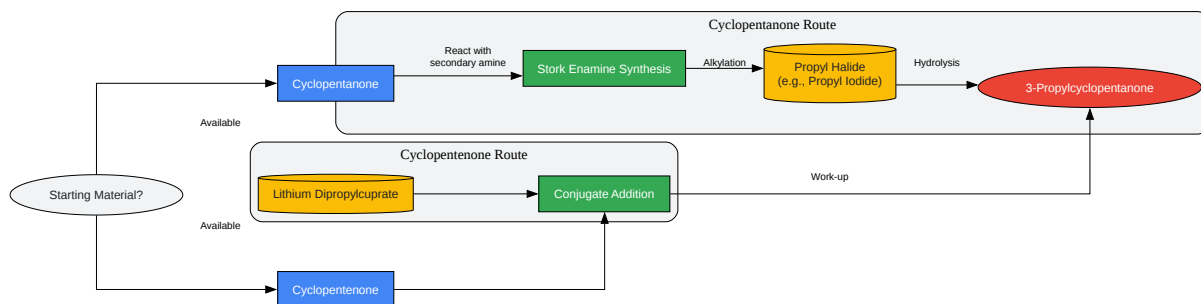 Cyclopentanone Route
React with
secondary amine
Stork Enamine Synthesis
Alkylation
Propyl Halide
(e.g., Propyl Iodide)
Hydrolysis
Cyclopentanone
3-Propylcyclopentanone
Available
Cyclopentenone Route
Starting Material?
Lithium Dipropylcuprate
Conjugate Addition
Work-up
Available
Cyclopentenone